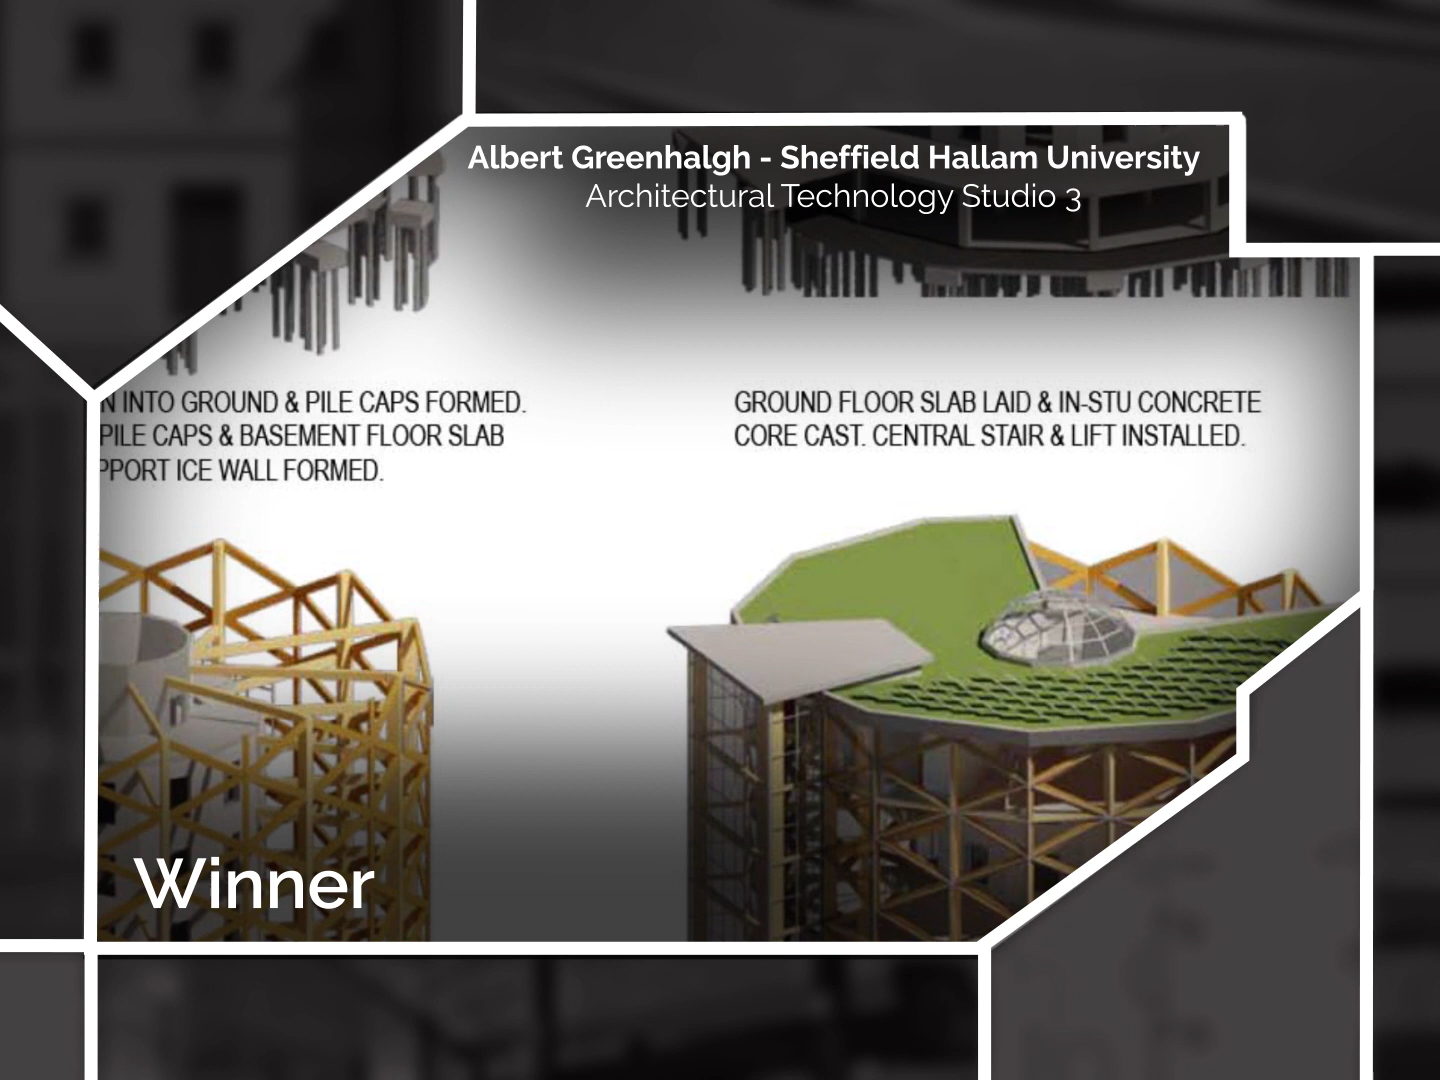 Albert Greenhalgh - Sheffield Hallam University
Architectural Technology Studio 3
INTO GROUND & PILE CAPS FORMED.
PILE CAPS & BASEMENT FLOOR SLAB
ICE WALL FORMED.
GROUND FLOOR SLAB LAID & IN-STU CONCRETE
CORE CAST. CENTRAL STAIR & LIFT INSTALLED.
Winner